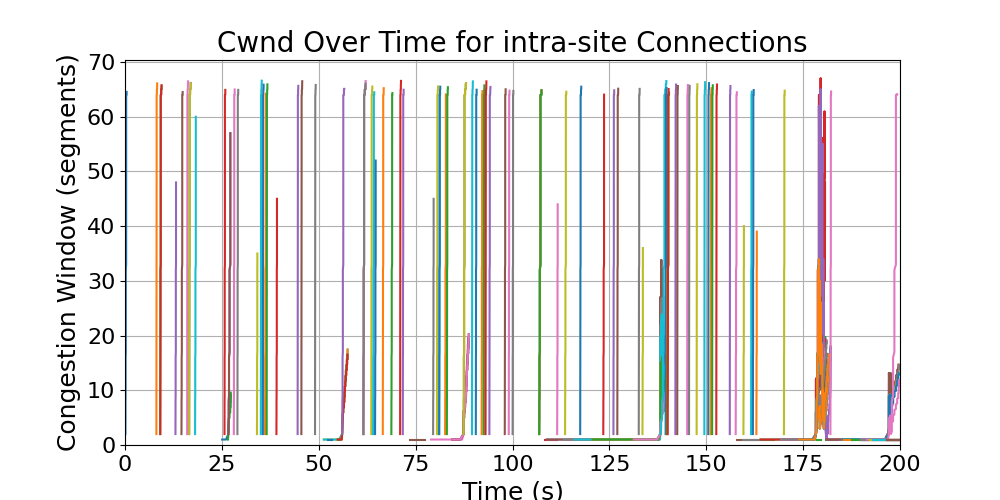 Cwnd Over Time for intra-site Connections
Congestion Window (segments)
70
60
50
40
30
20
10
0
0 25 50 75 100 125 150 175 200
Time (s)